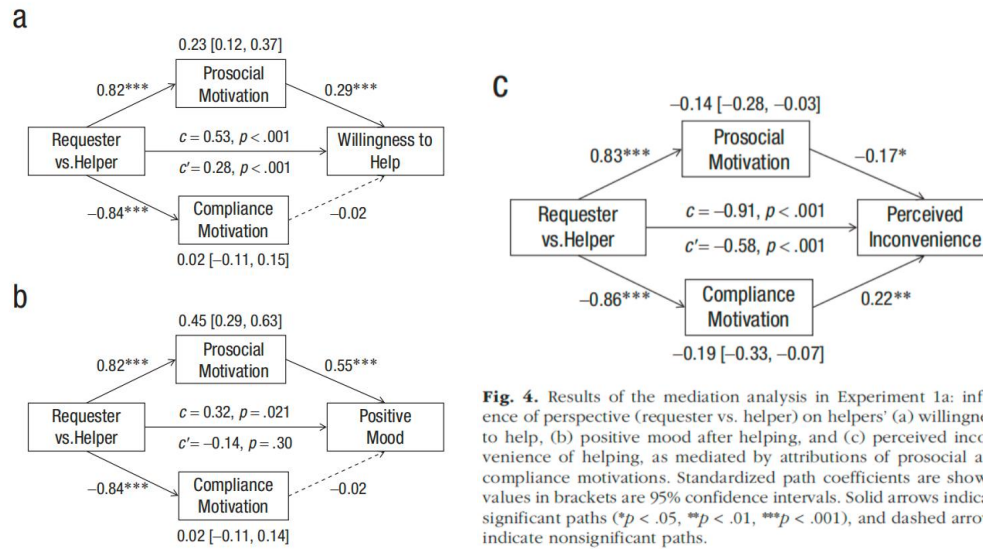 a
0.23 [0.12, 0.37]
Prosocial
Motivation
0.82***
0.29***
Requester
vs.Helper
c = 0.53, p < .001
c′ = 0.28, p < .001
Willingness to
Help
−0.84***
Compliance
Motivation
−0.02
0.02 [−0.11, 0.15]
b
0.45 [0.29, 0.63]
Prosocial
Motivation
0.82***
0.55***
Requester
vs.Helper
c = 0.32, p = .021
c′ = −0.14, p = .30
Positive
Mood
−0.84***
Compliance
Motivation
−0.02
0.02 [−0.11, 0.14]
c
−0.14 [−0.28, −0.03]
Prosocial
Motivation
0.83***
−0.17*
Requester
vs.Helper
c = −0.91, p < .001
c′= −0.58, p < .001
Perceived
Inconvenience
−0.86***
Compliance
Motivation
0.22**
−0.19 [−0.33, −0.07]
Fig. 4. Results of the mediation analysis in Experiment 1a: inf
ence of perspective (requester vs. helper) on helpers' (a) willingne
to help, (b) positive mood after helping, and (c) perceived inco
venience of helping, as mediated by attributions of prosocial a
compliance motivations. Standardized path coefficients are show
values in brackets are 95% confidence intervals. Solid arrows indica
significant paths (*p < .05, **p < .01, ***p < .001), and dashed arrow
indicate nonsignificant paths.